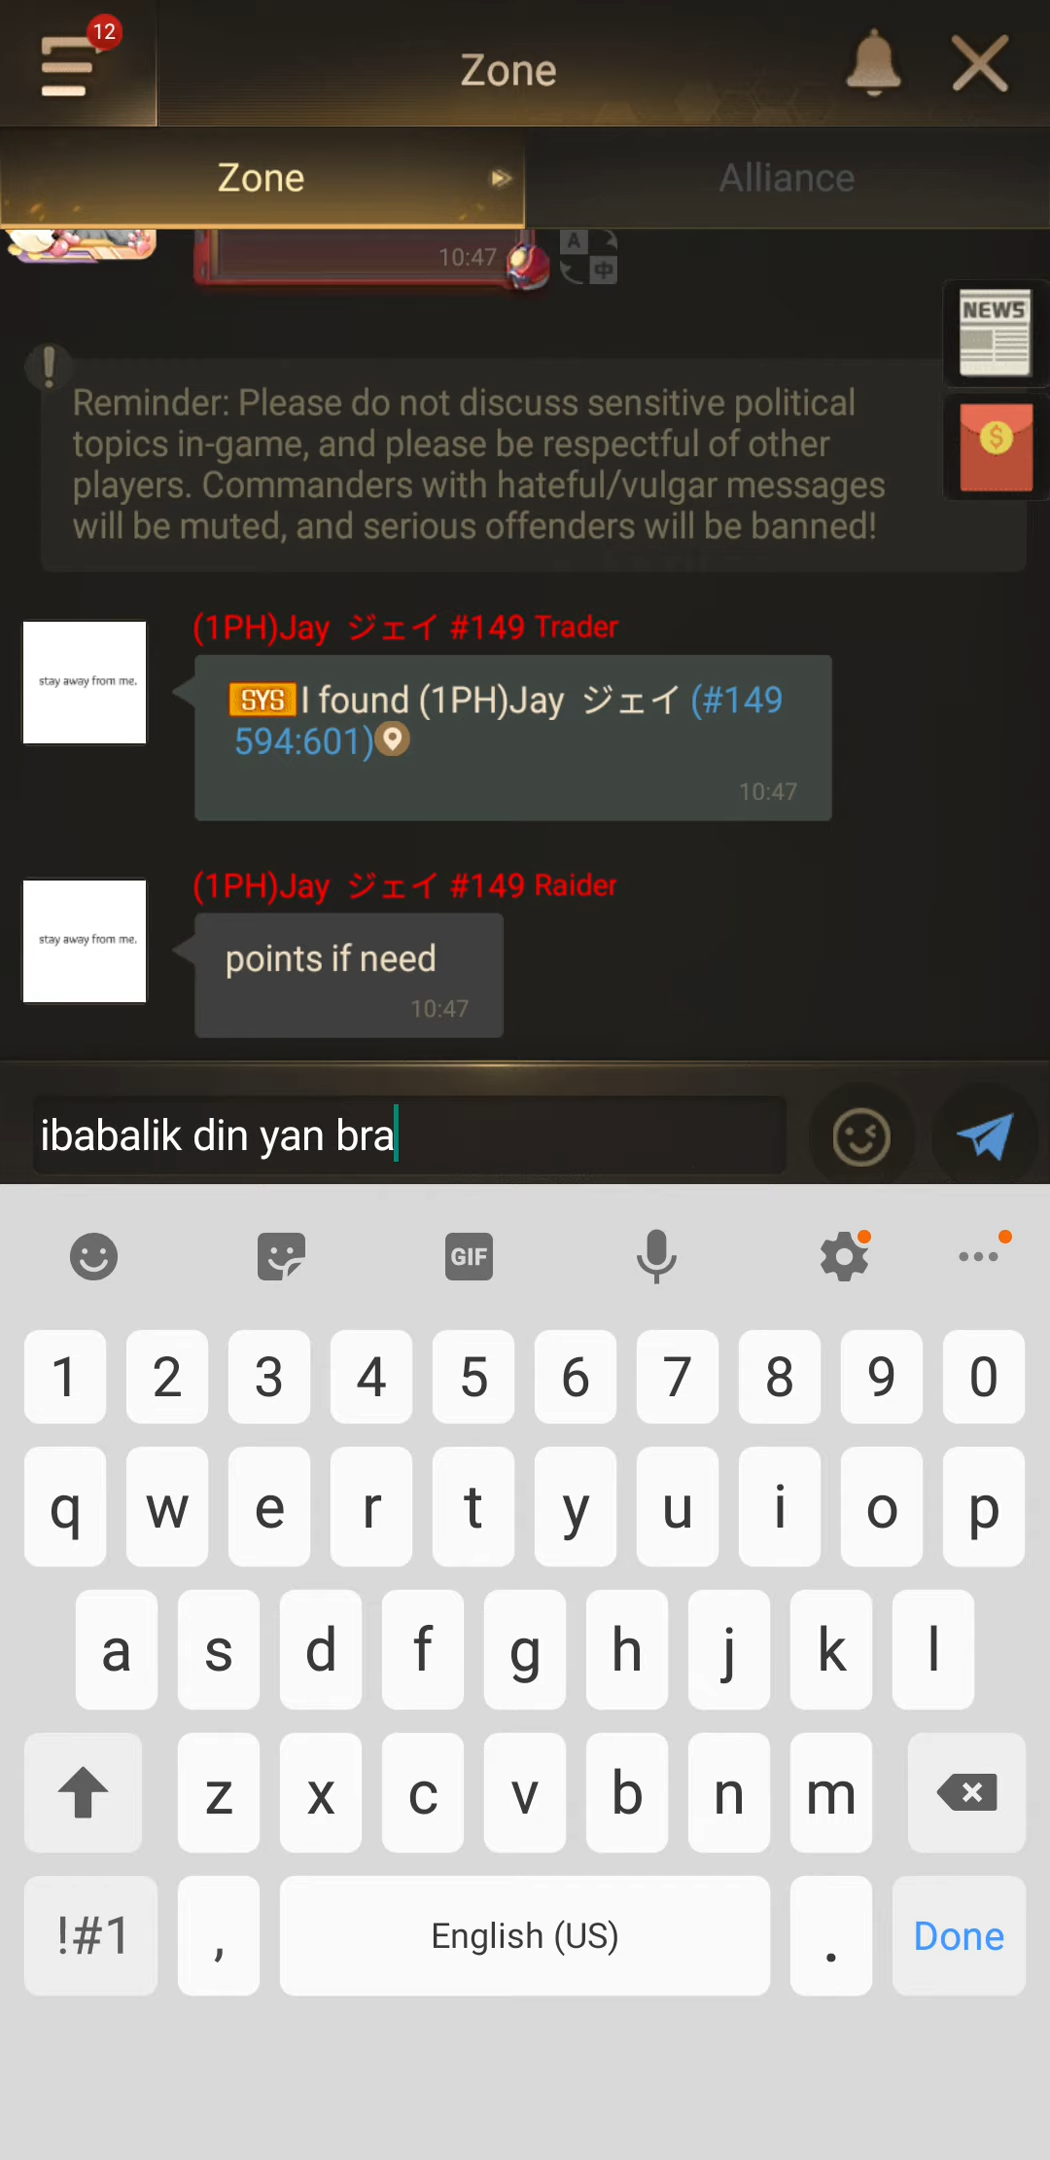 12
Zone
Zone
Alliance
10:47
A
中
NEWS
Reminder: Please do not discuss sensitive political
topics in-game, and please be respectful of other
players. Commanders with hateful/vulgar messages
will be muted, and serious offenders will be banned!
$
(1PH)Jay ジェイ #149 Trader
stay away from me.
SYS I found (1PH)Jay ジェイ (#149
594:601)
10:47
(1PH)Jay ジェイ #149 Raider
stay away from me.
points if need
10:47
ibabalik din yan bra
GIF
1 2 3 4 5 6 7 8 9 0
q w e r t y u i o p
a s d f g h j k l
z x c v b n m
!#1 , English (US) . Done